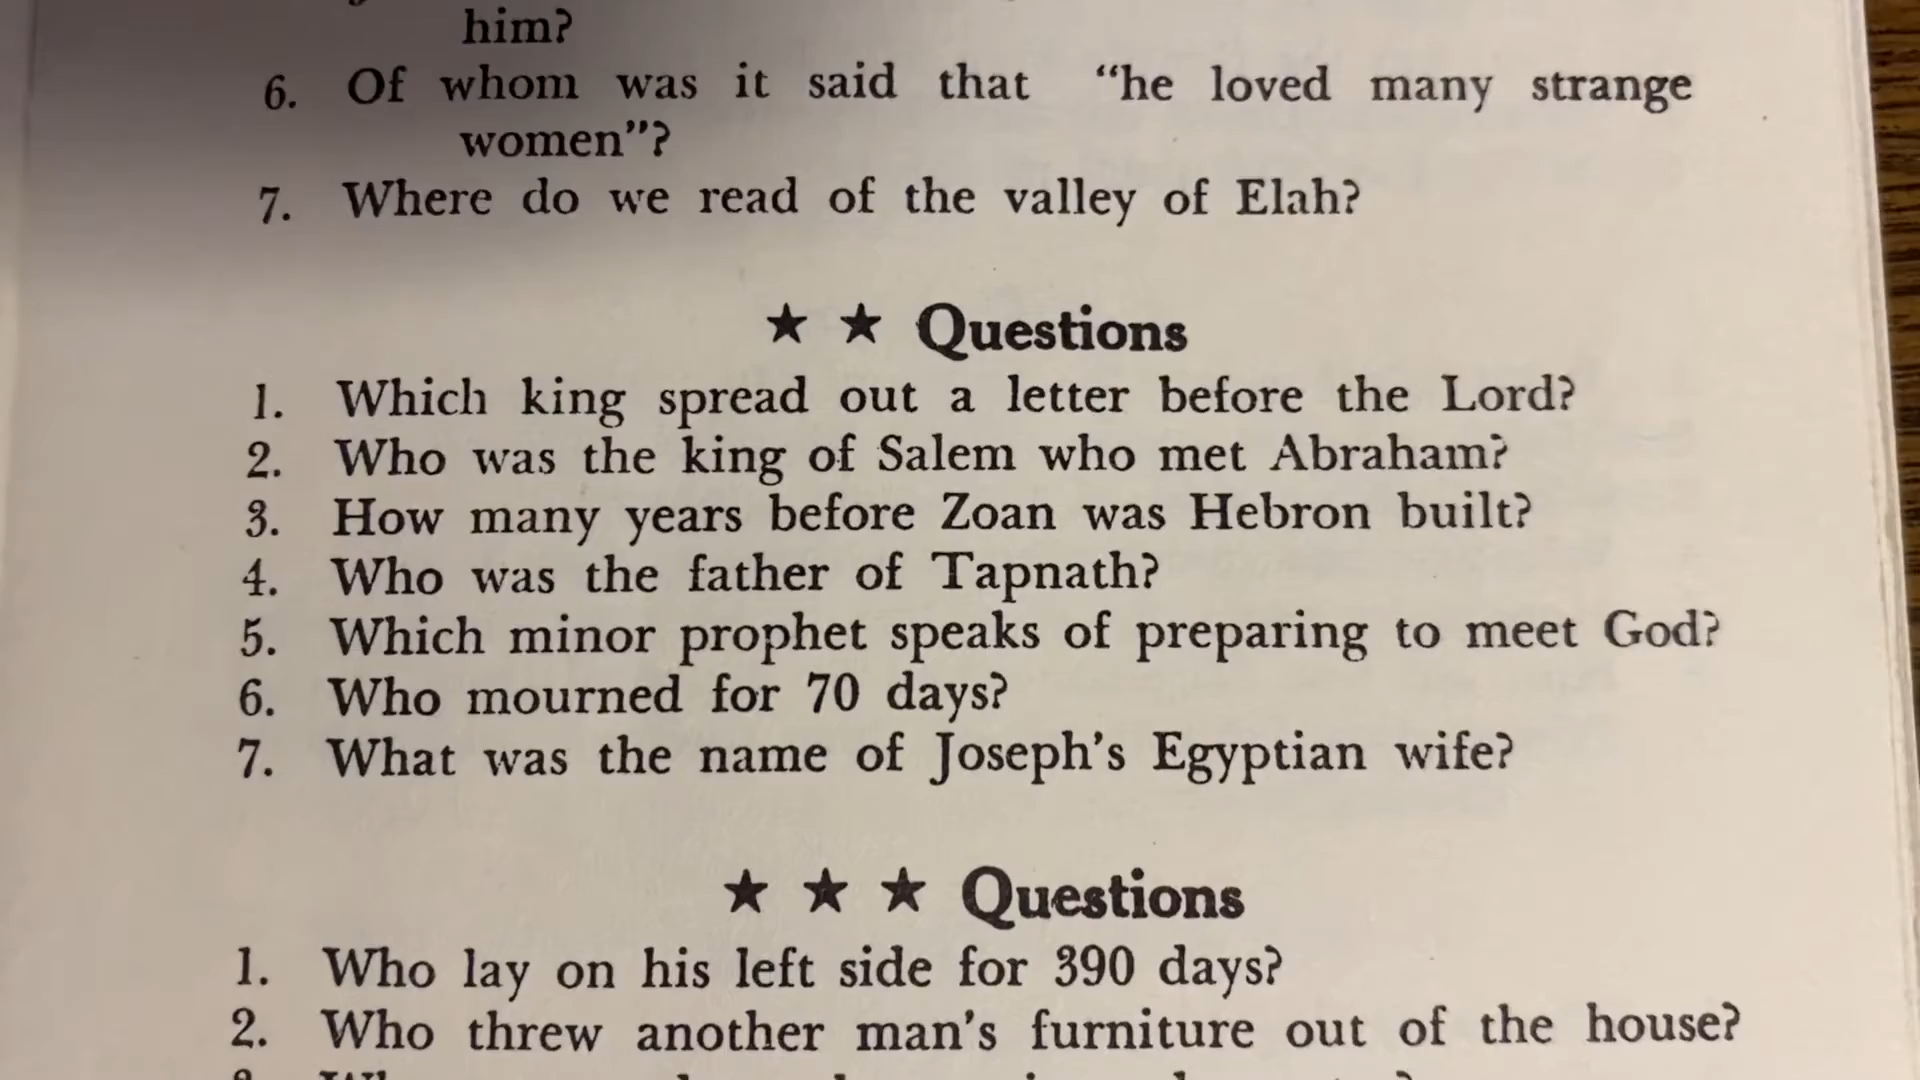 him?
6. Of whom was it said that "he loved many strange
women"?
7. Where do we read of the valley of Elah?
★ ★ Questions
1. Which king spread out a letter before the Lord?
2. Who was the king of Salem who met Abraham?
3. How many years before Zoan was Hebron built?
4. Who was the father of Tapnath?
5. Which minor prophet speaks of preparing to meet God?
6. Who mourned for 70 days?
7. What was the name of Joseph's Egyptian wife?
★ ★ ★ Questions
1. Who lay on his left side for 390 days?
2. Who threw another man's furniture out of the house?